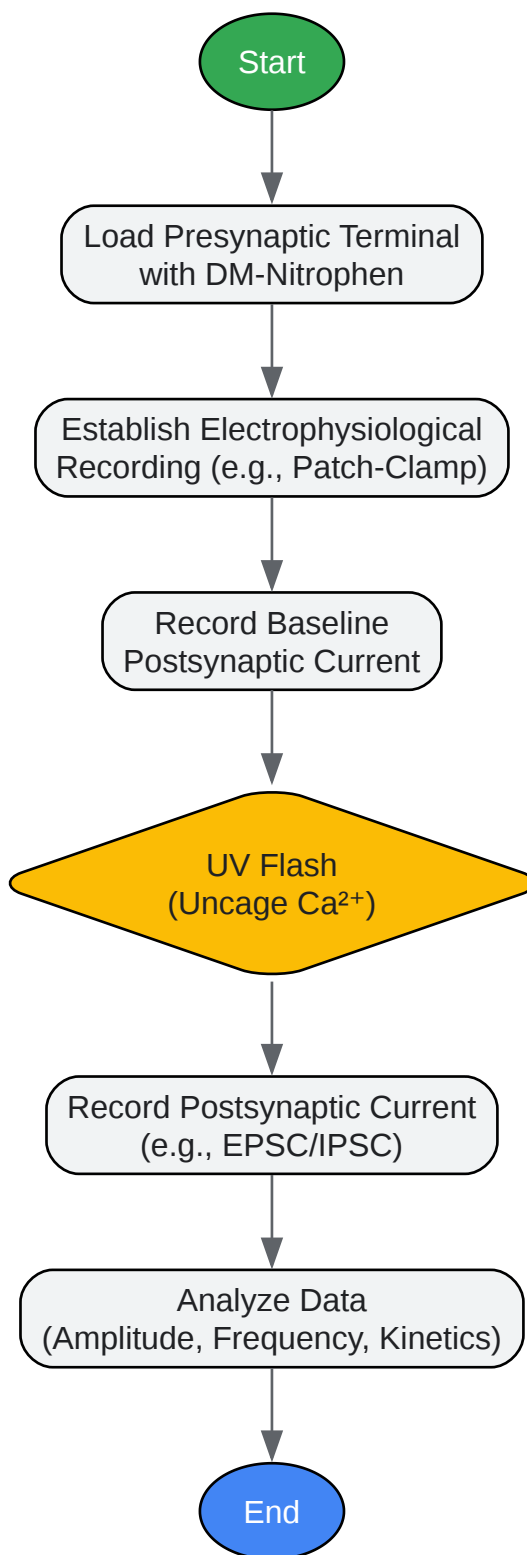 Start
Load Presynaptic Terminal
with DM-Nitrophen
Establish Electrophysiological
Recording (e.g., Patch-Clamp)
Record Baseline
Postsynaptic Current
UV Flash
(Uncage Ca²⁺)
Record Postsynaptic Current
(e.g., EPSC/IPSC)
Analyze Data
(Amplitude, Frequency, Kinetics)
End